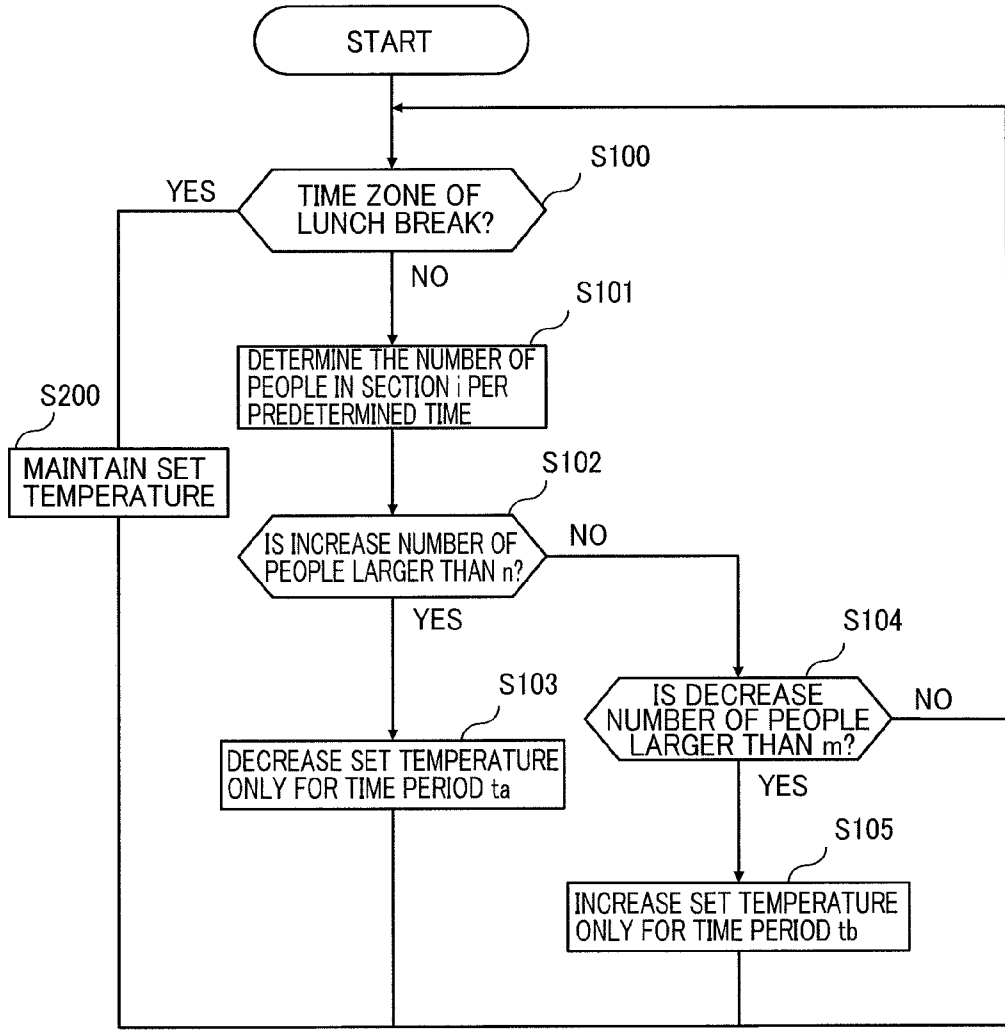 START
S100
YES
TIME ZONE OF
LUNCH BREAK?
NO
S101
DETERMINE THE NUMBER OF
PEOPLE IN SECTION i PER
PREDETERMINED TIME
S200
MAINTAIN SET
TEMPERATURE
S102
IS INCREASE NUMBER OF
PEOPLE LARGER THAN n?
NO
YES
S104
IS DECREASE
NUMBER OF PEOPLE
LARGER THAN m?
NO
S103
DECREASE SET TEMPERATURE
ONLY FOR TIME PERIOD ta
YES
S105
INCREASE SET TEMPERATURE
ONLY FOR TIME PERIOD tb